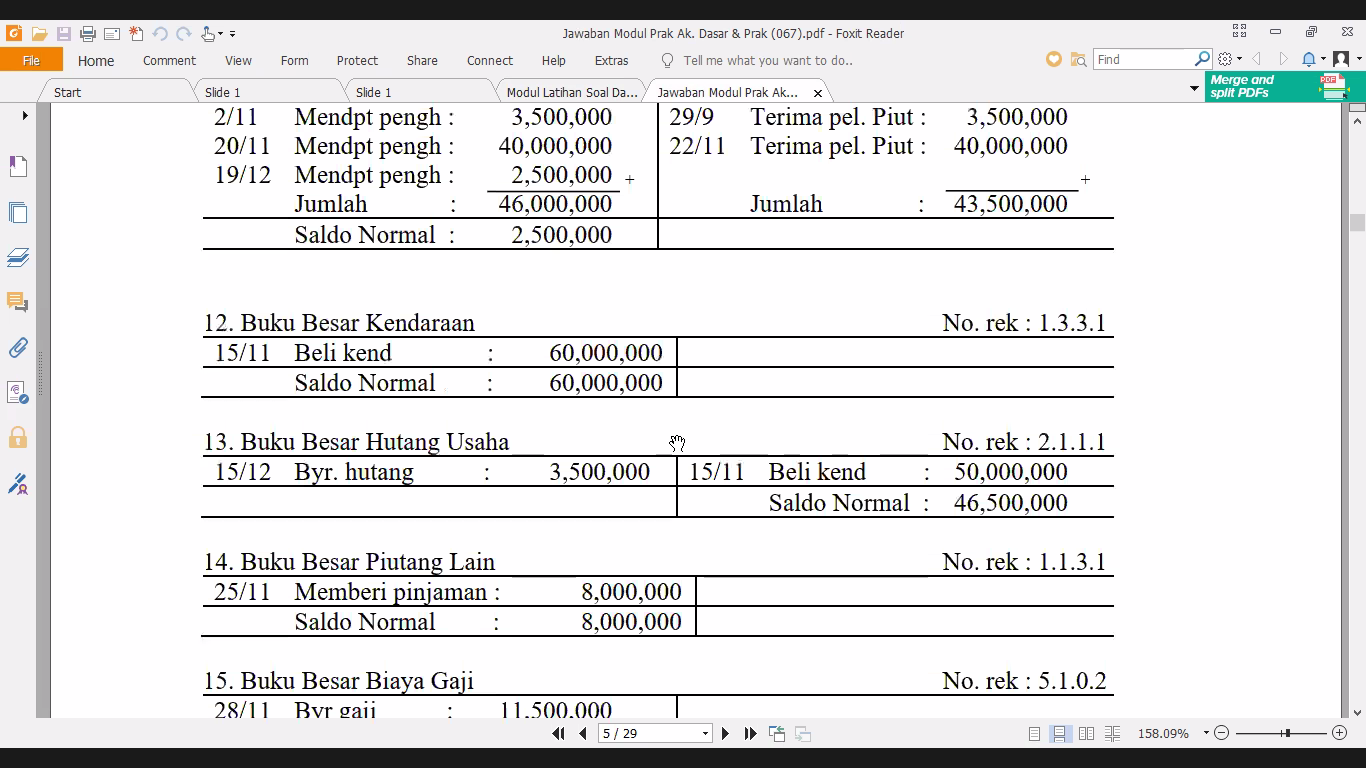 Jawaban Modul Prak Ak. Dasar & Prak (067).pdf - Foxit Reader
File Home Comment View Form Protect Share Connect Help Extras Tell me what you want to do.. Find
Start Slide 1 Slide 1 Modul Latihan Soal Da... Jawaban Modul Prak Ak... Merge and split PDFs
2/11 Mendpt pengh : 3,500,000 29/9 Terima pel. Piut : 3,500,000
20/11 Mendpt pengh : 40,000,000 22/11 Terima pel. Piut : 40,000,000
19/12 Mendpt pengh : 2,500,000 + +
Jumlah : 46,000,000 Jumlah : 43,500,000
Saldo Normal : 2,500,000
12. Buku Besar Kendaraan No. rek : 1.3.3.1
15/11 Beli kend : 60,000,000
Saldo Normal : 60,000,000
13. Buku Besar Hutang Usaha No. rek : 2.1.1.1
15/12 Byr. hutang : 3,500,000 15/11 Beli kend : 50,000,000
Saldo Normal : 46,500,000
14. Buku Besar Piutang Lain No. rek : 1.1.3.1
25/11 Memberi pinjaman : 8,000,000
Saldo Normal : 8,000,000
15. Buku Besar Biaya Gaji No. rek : 5.1.0.2
28/11 Byr gaji : 11,500,000
5 / 29 158.09%